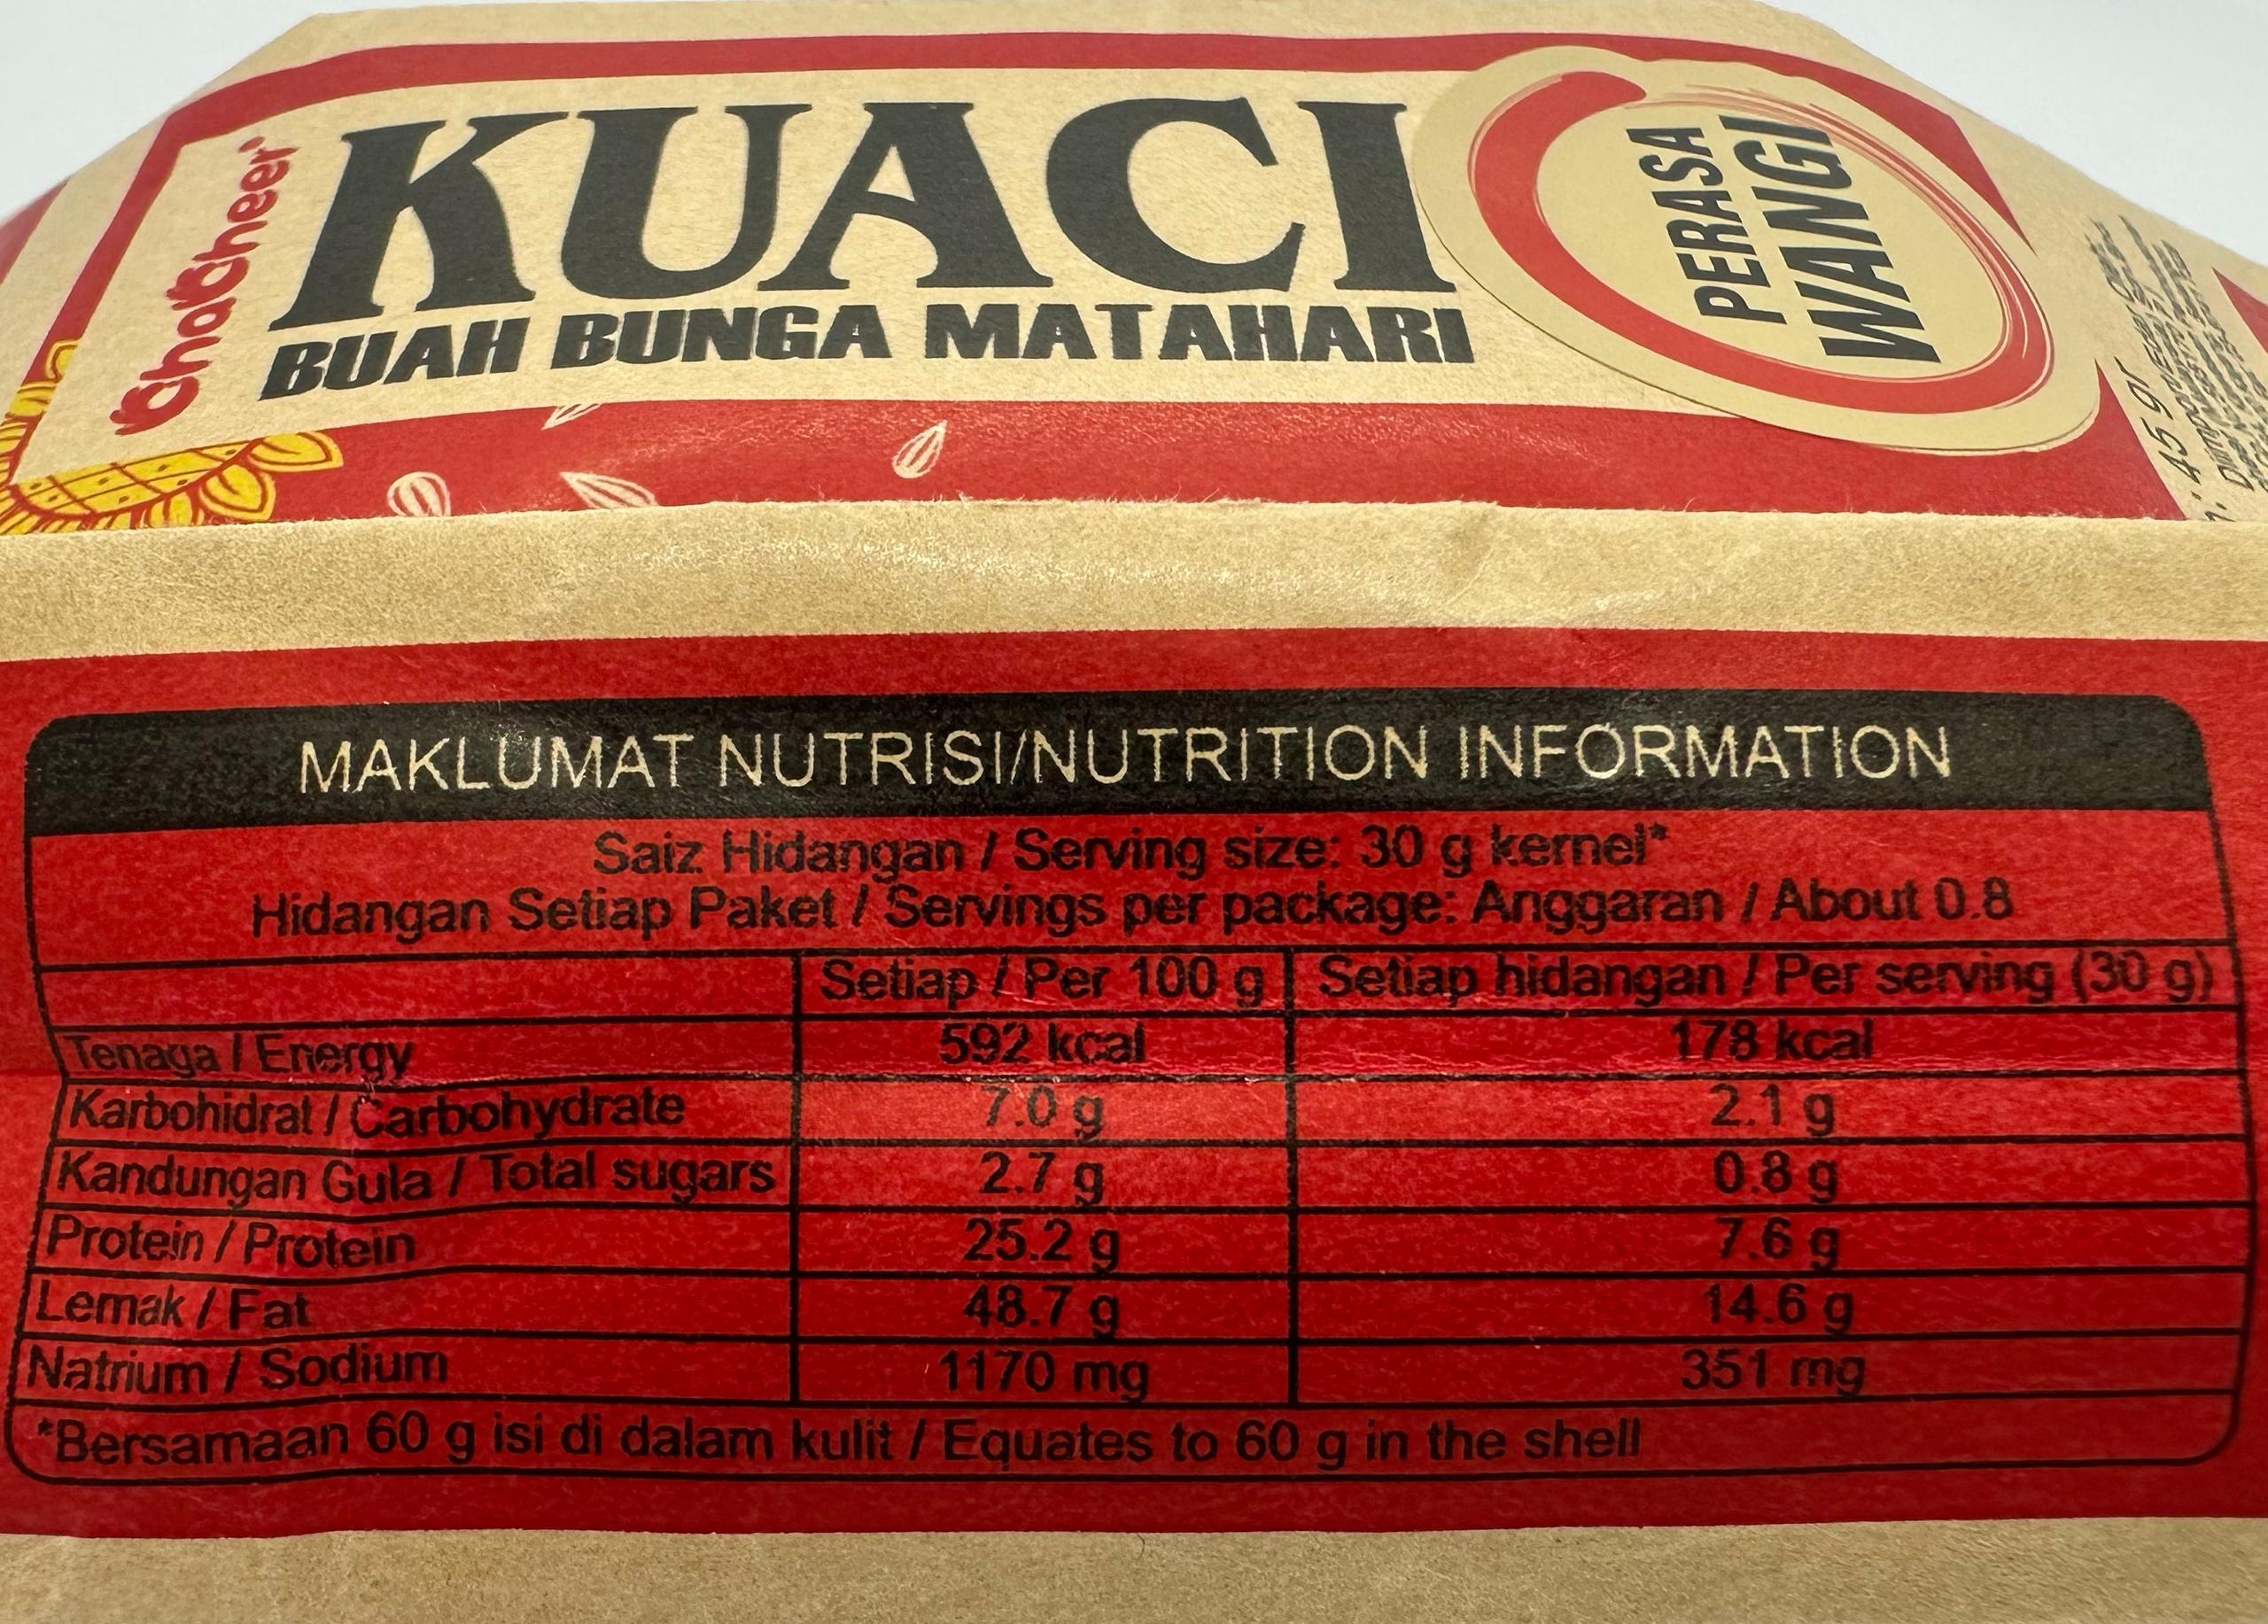 ChaCheer
KUACI
BUAH BUNGA MATAHARI
PERASA
WANGI
45 gr
MAKLUMAT NUTRISI/NUTRITION INFORMATION
Saiz Hidangan / Serving size: 30 g kernel*
Hidangan Setiap Paket / Servings per package: Anggaran / About 0.8
Setiap / Per 100 g Setiap hidangan / Per serving (30 g)
Tenaga / Energy 592 kcal 178 kcal
Karbohidrat / Carbohydrate 7.0 g 2.1 g
Kandungan Gula / Total sugars 2.7 g 0.8 g
Protein / Protein 25.2 g 7.6 g
Lemak / Fat 48.7 g 14.6 g
Natrium / Sodium 1170 mg 351 mg
*Bersamaan 60 g isi di dalam kulit / Equates to 60 g in the shell